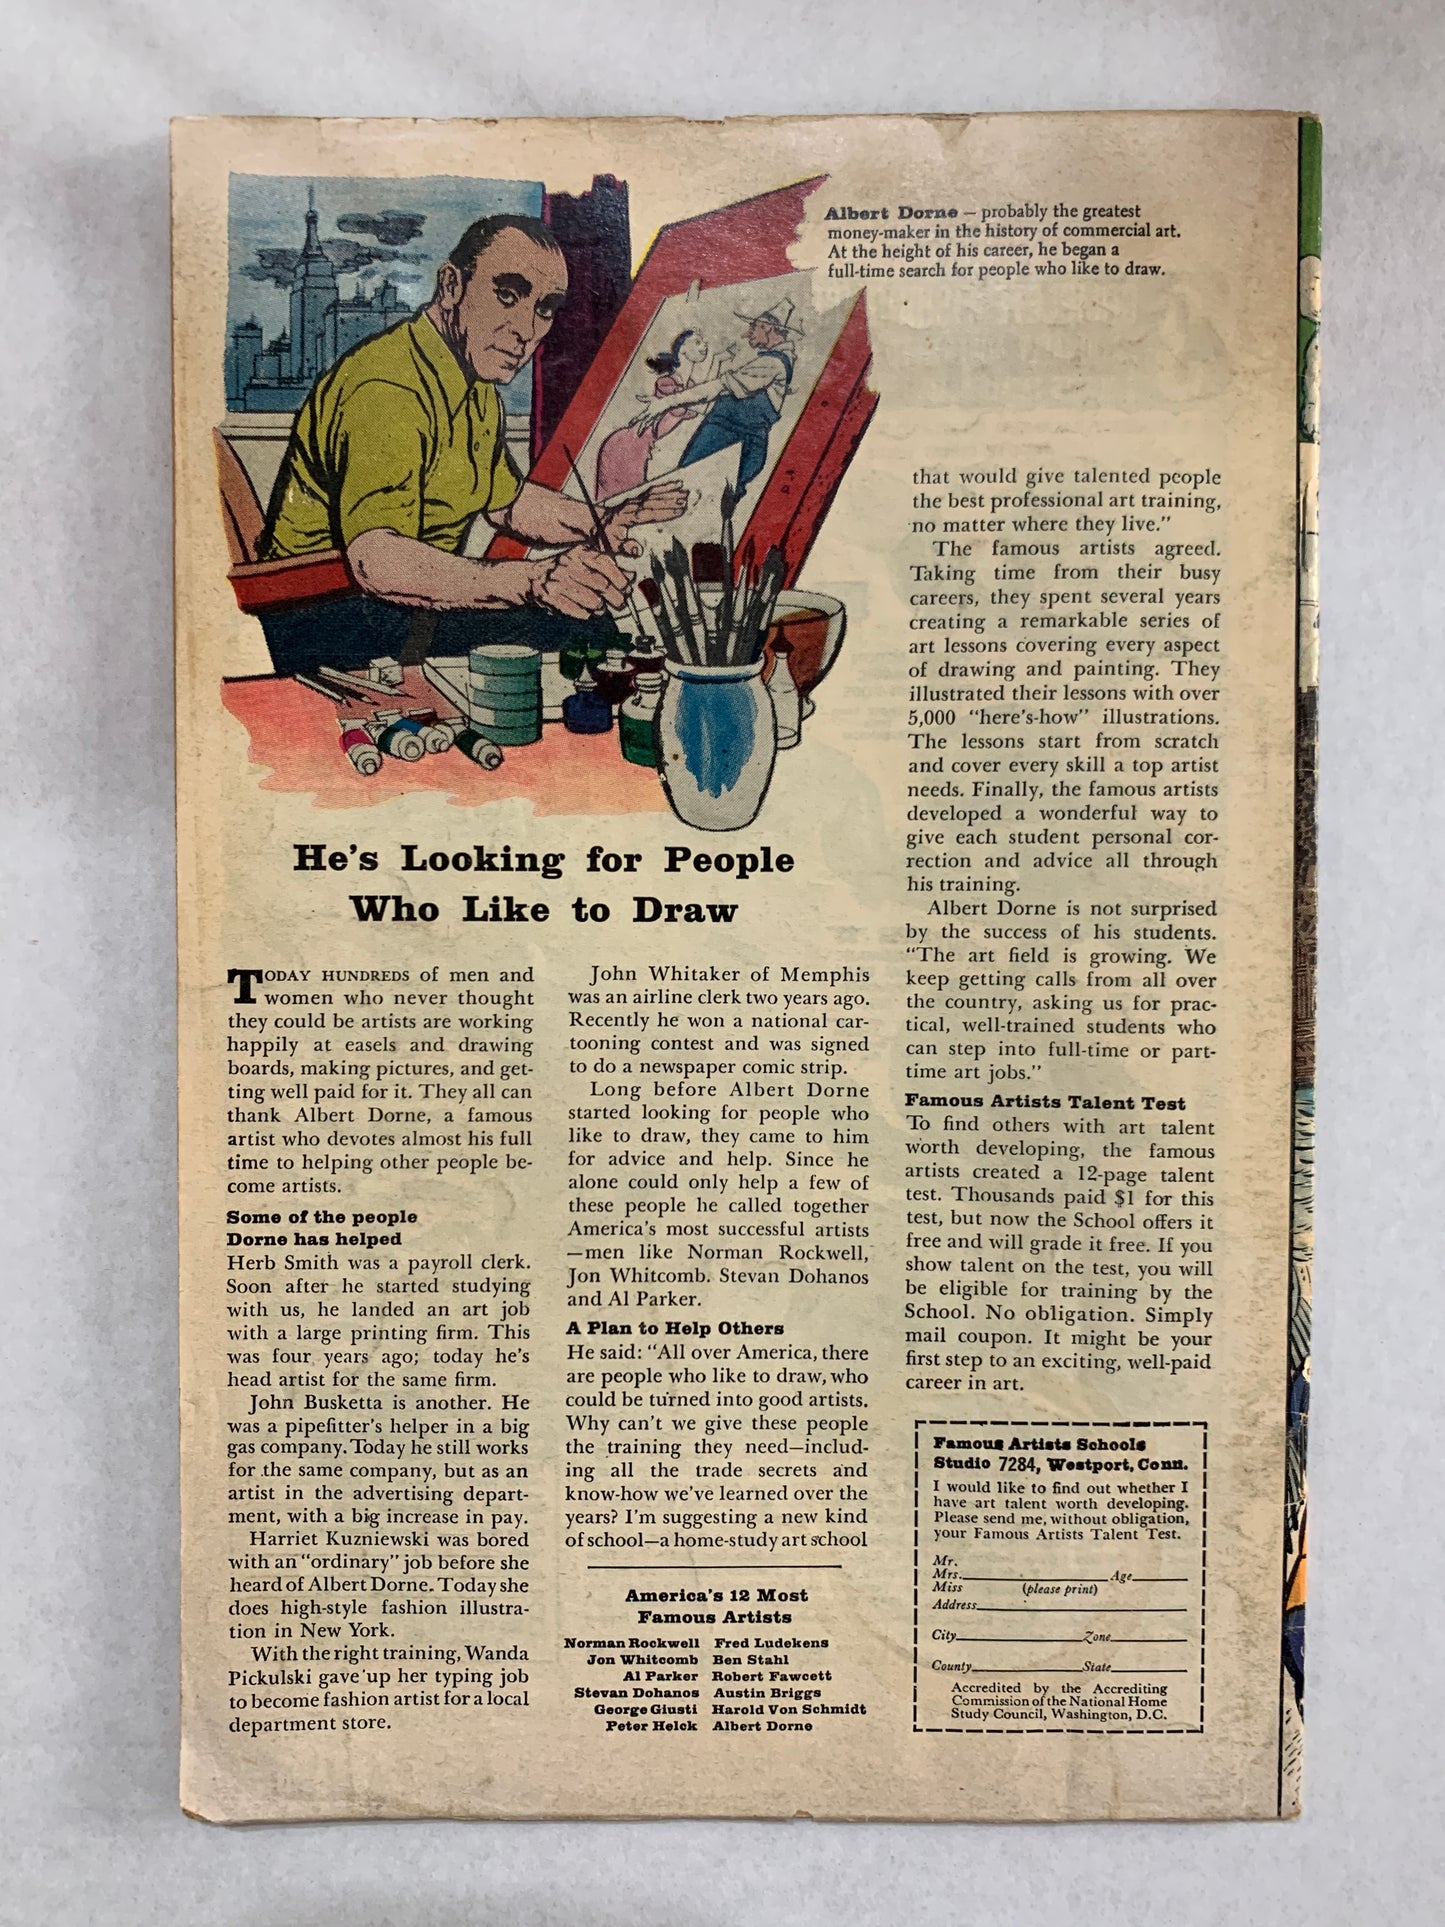 Albert Dorne — probably the greatest
money-maker in the history of commercial art.
At the height of his career, he began a
full-time search for people who like to draw.
He's Looking for People
Who Like to Draw
TODAY HUNDREDS of men and
women who never thought
they could be artists are working
happily at easels and drawing
boards, making pictures, and get-
ting well paid for it. They all can
thank Albert Dorne, a famous
artist who devotes almost his full
time to helping other people be-
come artists.
Some of the people
Dorne has helped
Herb Smith was a payroll clerk.
Soon after he started studying
with us, he landed an art job
with a large printing firm. This
was four years ago; today he's
head artist for the same firm.
John Busketta is another. He
was a pipefitter's helper in a big
gas company. Today he still works
for the same company, but as an
artist in the advertising depart-
ment, with a big increase in pay.
Harriet Kuzniewski was bored
with an "ordinary" job before she
heard of Albert Dorne. Today she
does high-style fashion illustra-
tion in New York.
With the right training, Wanda
Pickulski gave up her typing job
to become fashion artist for a local
department store.
John Whitaker of Memphis
was an airline clerk two years ago.
Recently he won a national car-
tooning contest and was signed
to do a newspaper comic strip.
Long before Albert Dorne
started looking for people who
like to draw, they came to him
for advice and help. Since he
alone could only help a few of
these people he called together
America's most successful artists
—men like Norman Rockwell,
Jon Whitcomb. Stevan Dohanos
and Al Parker.
A Plan to Help Others
He said: "All over America, there
are people who like to draw, who
could be turned into good artists.
Why can't we give these people
the training they need—includ-
ing all the trade secrets and
know-how we've learned over the
years? I'm suggesting a new kind
of school—a home-study art school
America's 12 Most
Famous Artists
Norman Rockwell Fred Ludekens
Jon Whitcomb Ben Stahl
Al Parker Robert Fawcett
Stevan Dohanos Austin Briggs
George Giusti Harold Von Schmidt
Peter Helck Albert Dorne
that would give talented people
the best professional art training,
no matter where they live."
The famous artists agreed.
Taking time from their busy
careers, they spent several years
creating a remarkable series of
art lessons covering every aspect
of drawing and painting. They
illustrated their lessons with over
5,000 "here's-how" illustrations.
The lessons start from scratch
and cover every skill a top artist
needs. Finally, the famous artists
developed a wonderful way to
give each student personal cor-
rection and advice all through
his training.
Albert Dorne is not surprised
by the success of his students.
"The art field is growing. We
keep getting calls from all over
the country, asking us for prac-
tical, well-trained students who
can step into full-time or part-
time art jobs."
Famous Artists Talent Test
To find others with art talent
worth developing, the famous
artists created a 12-page talent
test. Thousands paid $1 for this
test, but now the School offers it
free and will grade it free. If you
show talent on the test, you will
be eligible for training by the
School. No obligation. Simply
mail coupon. It might be your
first step to an exciting, well-paid
career in art.
Famous Artists Schools
Studio 7284, Westport, Conn.
I would like to find out whether I
have art talent worth developing.
Please send me, without obligation,
your Famous Artists Talent Test.
Mr.
Mrs. Age
Miss (please print)
Address
City Zone
County State
Accredited by the Accrediting
Commission of the National Home
Study Council, Washington, D.C.